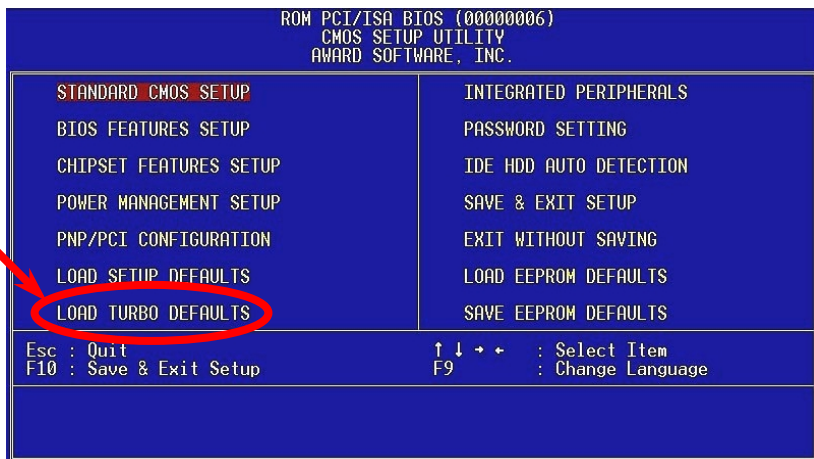 ROM PCI/ISA BIOS (00000006)
CMOS SETUP UTILITY
AWARD SOFTWARE, INC.
STANDARD CMOS SETUP
BIOS FEATURES SETUP
CHIPSET FEATURES SETUP
POWER MANAGEMENT SETUP
PNP/PCI CONFIGURATION
LOAD SETUP DEFAULTS
LOAD TURBO DEFAULTS
INTEGRATED PERIPHERALS
PASSWORD SETTING
IDE HDD AUTO DETECTION
SAVE & EXIT SETUP
EXIT WITHOUT SAVING
LOAD EEPROM DEFAULTS
SAVE EEPROM DEFAULTS
Esc : Quit
F10 : Save & Exit Setup
↑ ↓ → ← : Select Item
F9 : Change Language